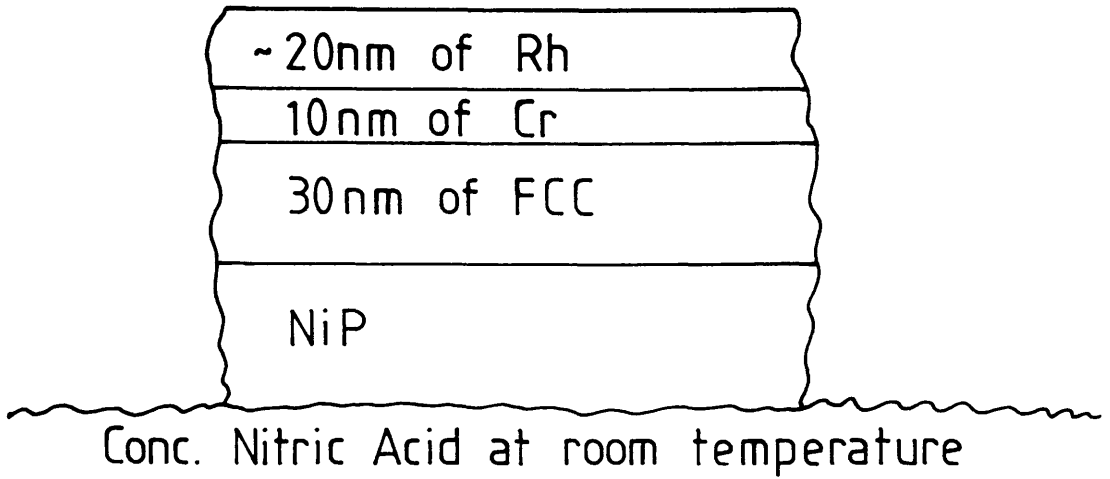 ~20nm of Rh
10nm of Cr
30nm of FCC
NiP
Conc. Nitric Acid at room temperature